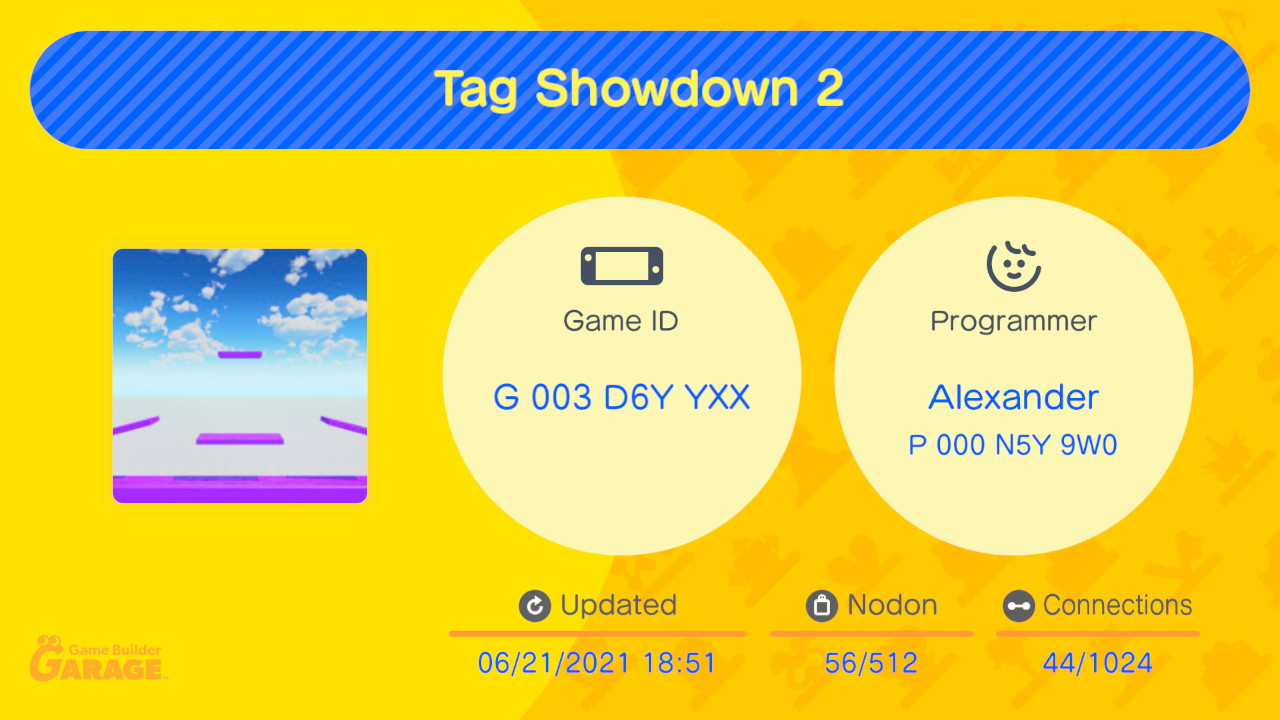 Tag Showdown 2
Game ID
G 003 D6Y YXX
Programmer
Alexander
P 000 N5Y 9W0
Updated
06/21/2021 18:51
Nodon
56/512
Connections
44/1024
Game Builder
GARAGE™